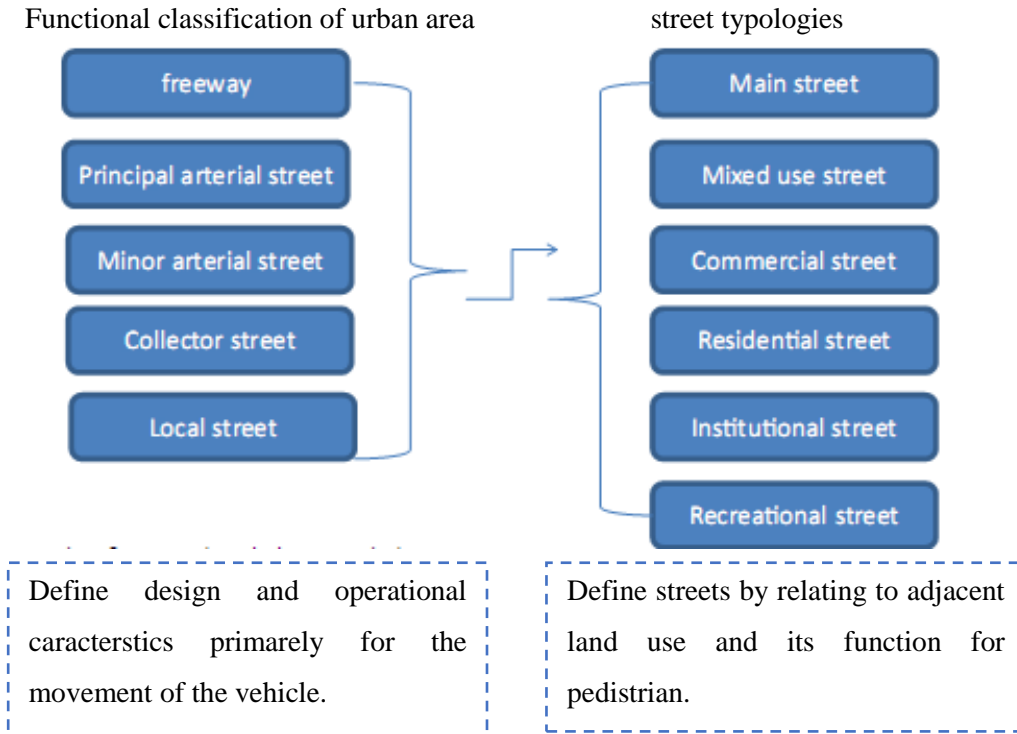 Functional classification of urban area
street typologies
freeway
Principal arterial street
Minor arterial street
Collector street
Local street
Main street
Mixed use street
Commercial street
Residential street
Institutional street
Recreational street
Define design and operational
caracterstics primarely for the
movement of the vehicle.
Define streets by relating to adjacent
land use and its function for
pedistrian.